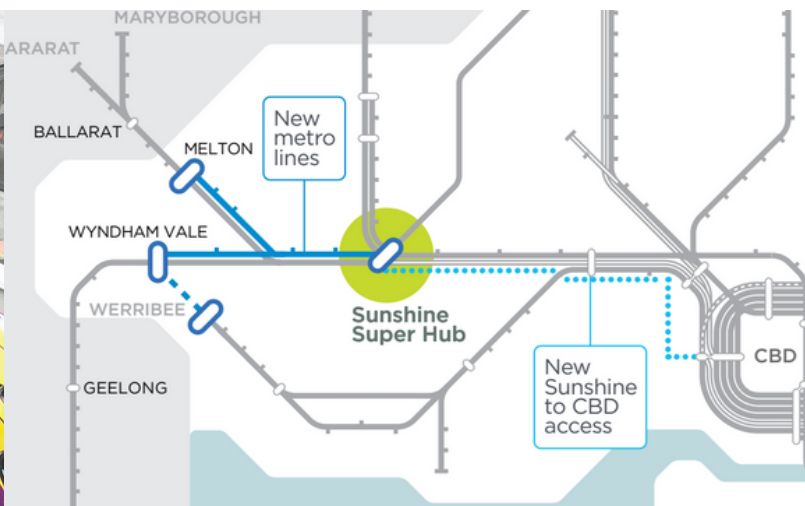 MARYBOROUGH
ARARAT
BALLARAT
MELTON
New
metro
lines
WYNDHAM VALE
WERRIBEE
Sunshine
Super Hub
GEELONG
New
Sunshine
to CBD
access
CBD